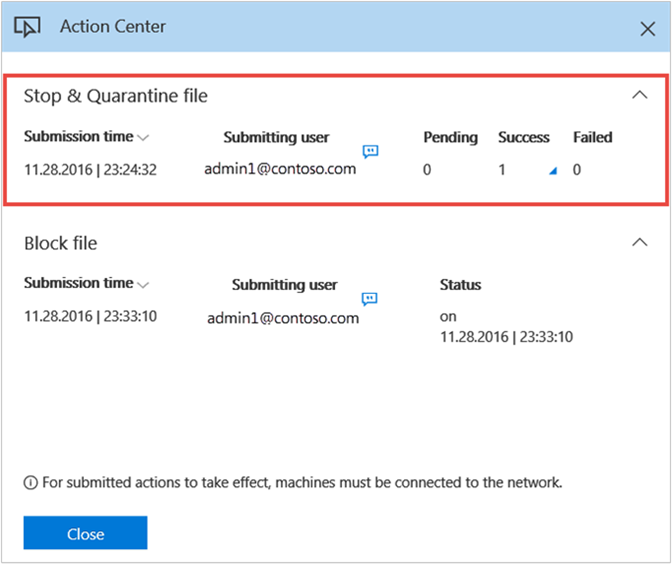 Action Center
Stop & Quarantine file
Submission time Submitting user Pending Success Failed
11.28.2016 | 23:24:32 admin1@contoso.com 0 1 0
Block file
Submission time Submitting user Status
11.28.2016 | 23:33:10 admin1@contoso.com on
11.28.2016 | 23:33:10
For submitted actions to take effect, machines must be connected to the network.
Close